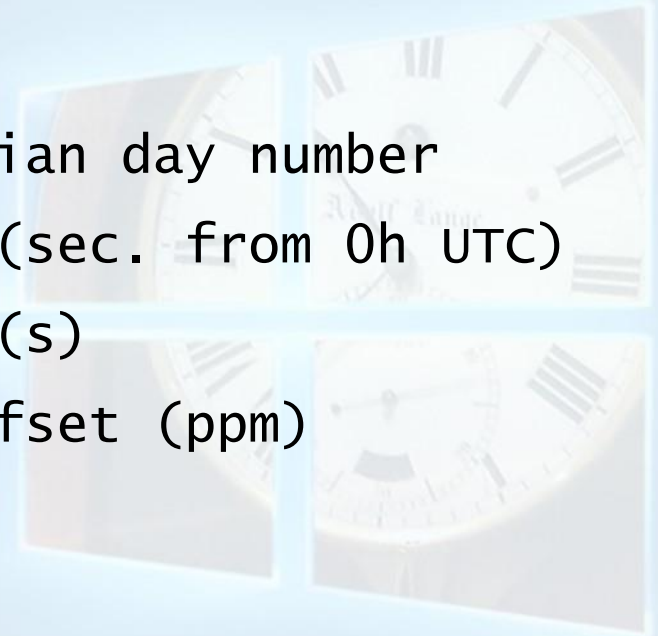 ian day number
(sec. from 0h UTC)
(s)
fset (ppm)